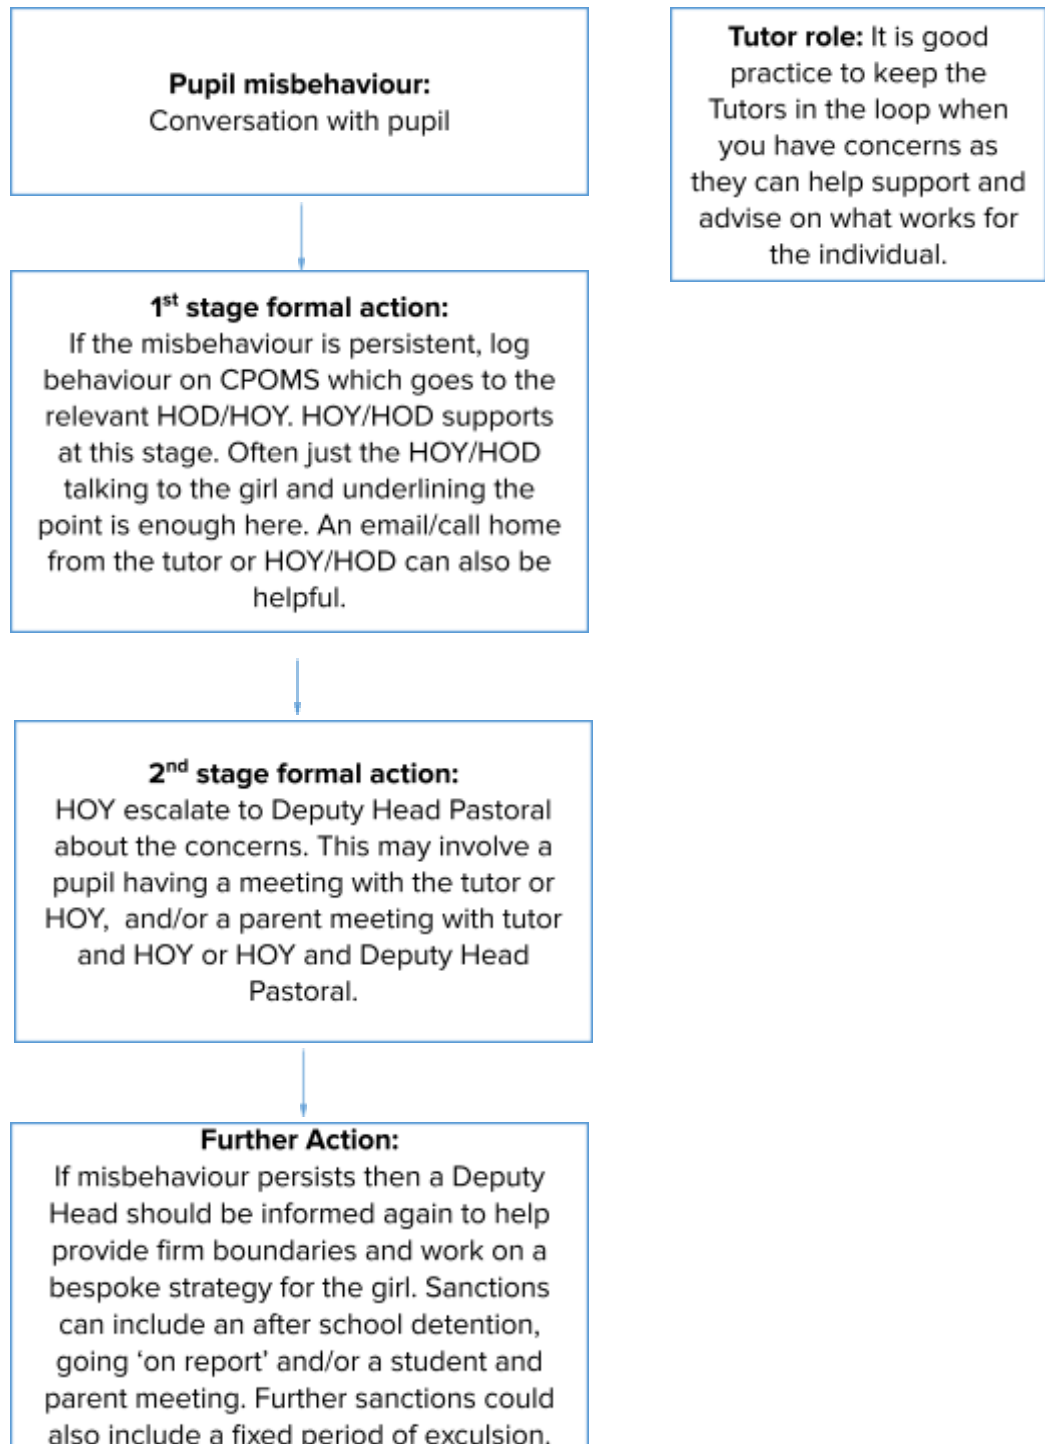 Pupil misbehaviour:
Conversation with pupil
Tutor role: It is good
practice to keep the
Tutors in the loop when
you have concerns as
they can help support and
advise on what works for
the individual.
1st stage formal action:
If the misbehaviour is persistent, log
behaviour on CPOMS which goes to the
relevant HOD/HOY. HOY/HOD supports
at this stage. Often just the HOY/HOD
talking to the girl and underlining the
point is enough here. An email/call home
from the tutor or HOY/HOD can also be
helpful.
2nd stage formal action:
HOY escalate to Deputy Head Pastoral
about the concerns. This may involve a
pupil having a meeting with the tutor or
HOY,  and/or a parent meeting with tutor
and HOY or HOY and Deputy Head
Pastoral.
Further Action:
If misbehaviour persists then a Deputy
Head should be informed again to help
provide firm boundaries and work on a
bespoke strategy for the girl. Sanctions
can include an after school detention,
going ‘on report’ and/or a student and
parent meeting. Further sanctions could
also include a fixed period of exculsion.